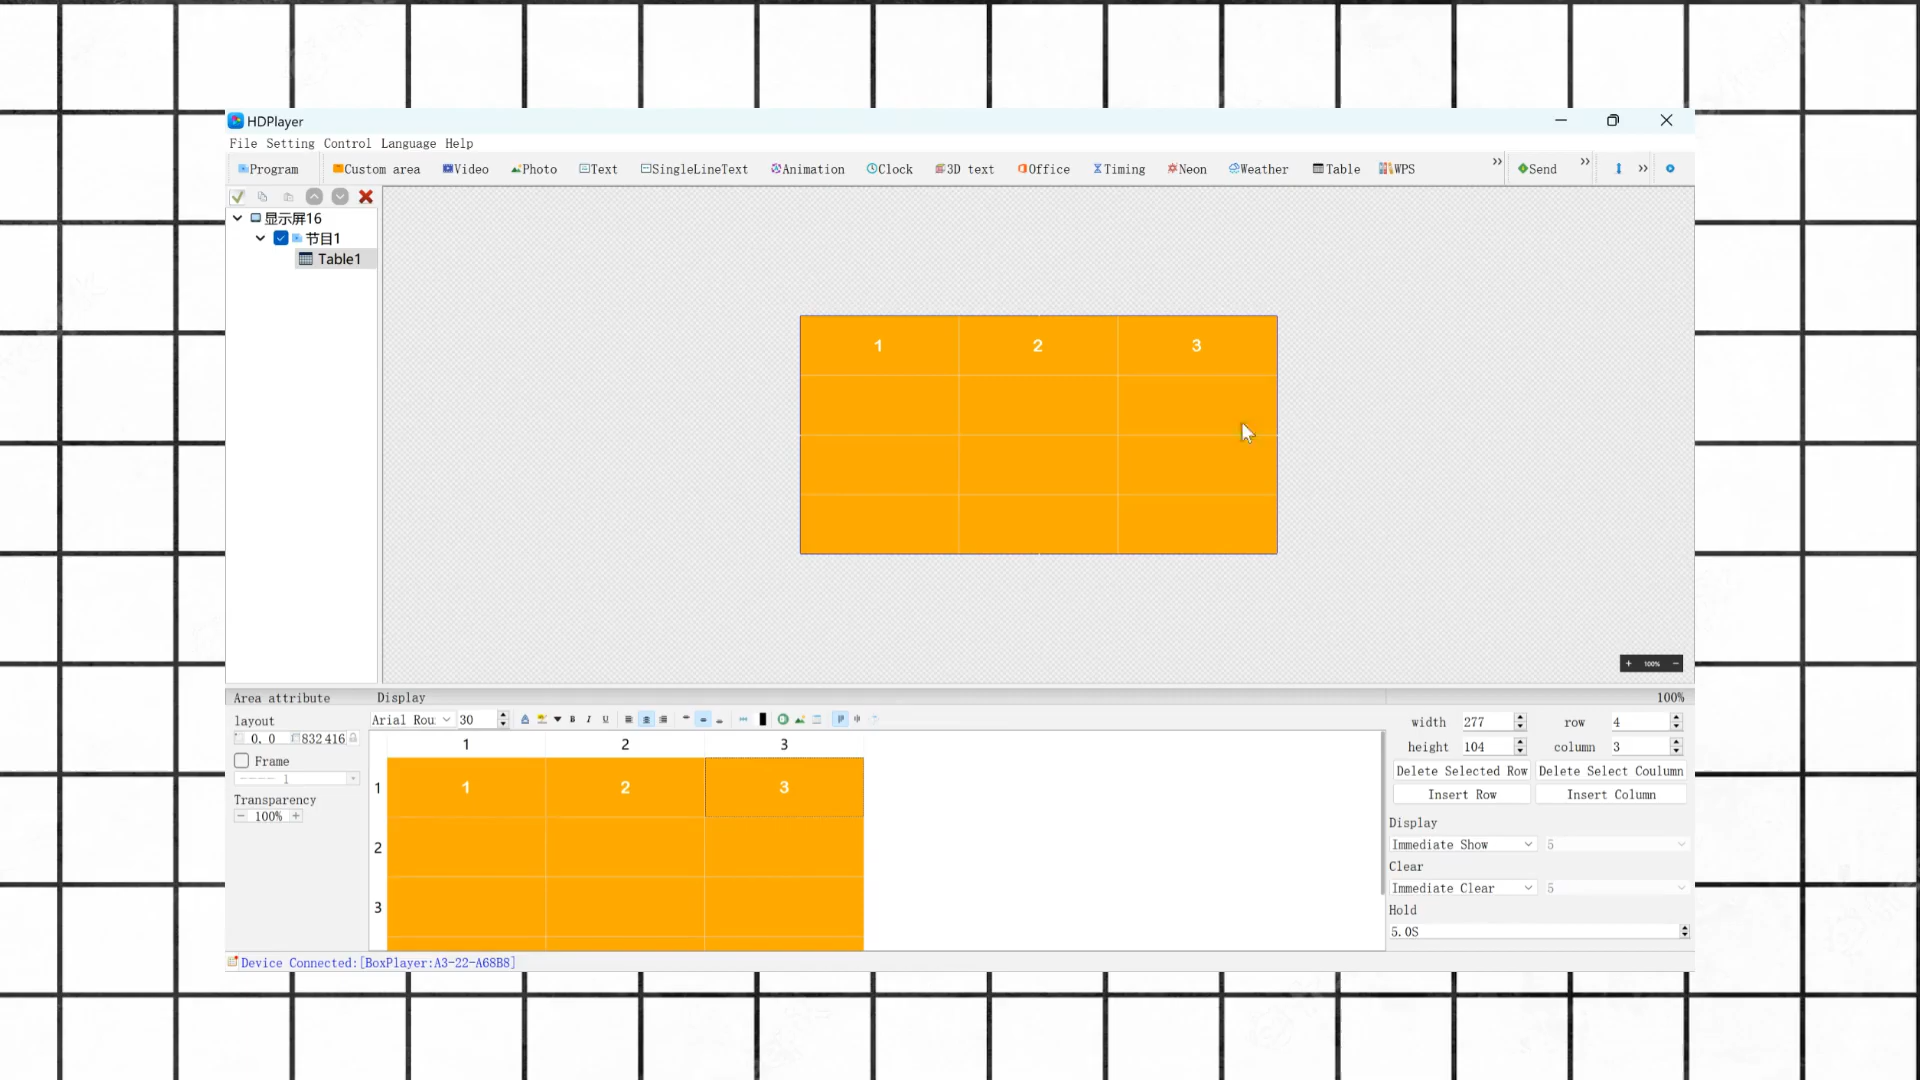 HDPlayer
File Setting Control Language Help
Program Custom area Video Photo Text SingleLineText Animation Clock 3D text Office Timing Neon Weather Table WPS >> Send >> >>
显示屏16
节目1
Table1
1 2 3
+ 100% −
Area attribute
Display
100%
layout
0, 0 832 416
Frame
---- 1
Transparency
− 100% +
Arial Rou 30 B I U
1 2 3
1 1 2 3
2
3
width 277 row 4
height 104 column 3
Delete Selected Row Delete Select Coulumn
Insert Row Insert Column
Display
Immediate Show 5
Clear
Immediate Clear 5
Hold
5.0S
Device Connected:[BoxPlayer:A3-22-A68B8]